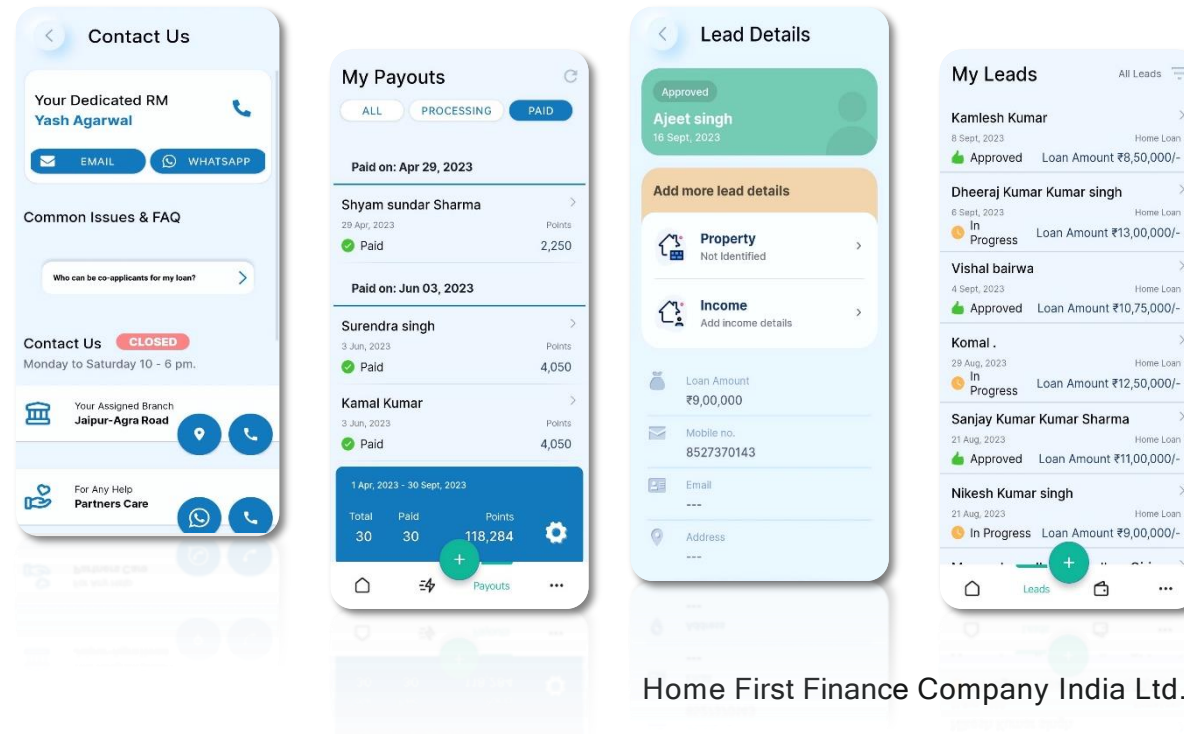 Contact Us
Your Dedicated RM
Yash Agarwal
EMAIL
WHATSAPP
Common Issues & FAQ
Who can be co-applicants for my loan?
Contact Us CLOSED
Monday to Saturday 10 - 6 pm.
Your Assigned Branch
Jaipur-Agra Road
For Any Help
Partners Care
My Payouts
ALL PROCESSING PAID
Paid on: Apr 29, 2023
Shyam sundar Sharma
29 Apr, 2023 Points
Paid 2,250
Paid on: Jun 03, 2023
Surendra singh
3 Jun, 2023 Points
Paid 4,050
Kamal Kumar
3 Jun, 2023 Points
Paid 4,050
1 Apr, 2023 - 30 Sept, 2023
Total Paid Points
30 30 118,284
Payouts
Lead Details
Approved
Ajeet singh
16 Sept, 2023
Add more lead details
Property
Not Identified
Income
Add income details
Loan Amount
₹9,00,000
Mobile no.
8527370143
Email
---
Address
---
My Leads All Leads
Kamlesh Kumar
8 Sept, 2023 Home Loan
Approved Loan Amount ₹8,50,000/-
Dheeraj Kumar Kumar singh
6 Sept, 2023 Home Loan
In
Progress Loan Amount ₹13,00,000/-
Vishal bairwa
4 Sept, 2023 Home Loan
Approved Loan Amount ₹10,75,000/-
Komal .
29 Aug, 2023 Home Loan
In
Progress Loan Amount ₹12,50,000/-
Sanjay Kumar Kumar Sharma
21 Aug, 2023 Home Loan
Approved Loan Amount ₹11,00,000/-
Nikesh Kumar singh
21 Aug, 2023 Home Loan
In Progress Loan Amount ₹9,00,000/-
Leads
Home First Finance Company India Ltd.